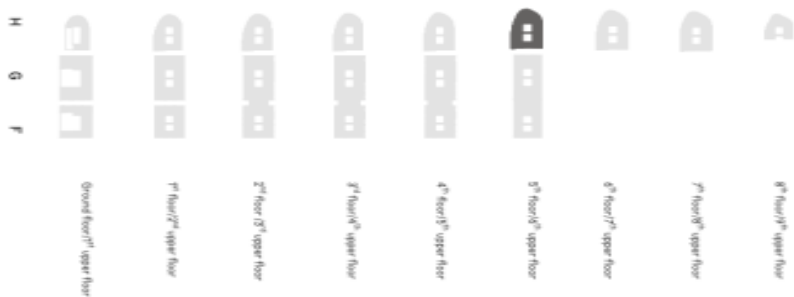 H
G
F
Ground floor/1st upper floor
1st floor/2nd upper floor
2nd floor/3rd upper floor
3rd floor/4th upper floor
4th floor/5th upper floor
5th floor/6th upper floor
6th floor/7th upper floor
7th floor/8th upper floor
8th floor/9th upper floor